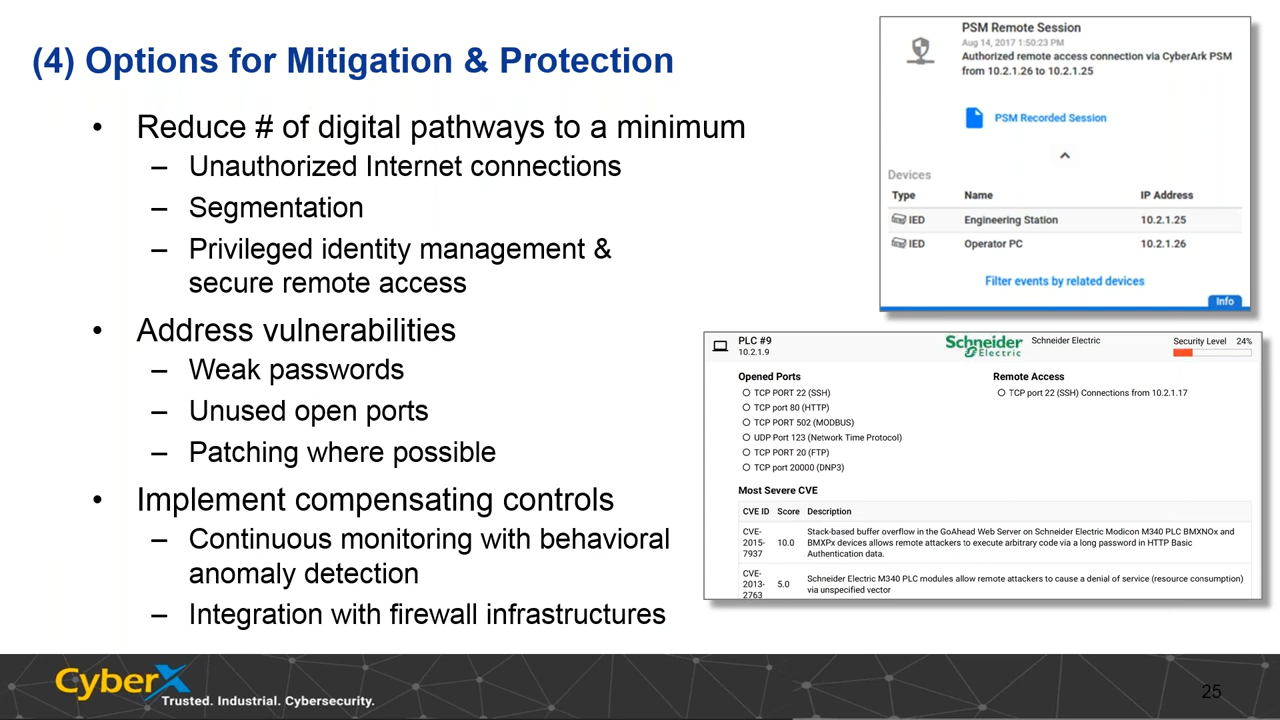 (4) Options for Mitigation & Protection
• Reduce # of digital pathways to a minimum
– Unauthorized Internet connections
– Segmentation
– Privileged identity management &
secure remote access
• Address vulnerabilities
– Weak passwords
– Unused open ports
– Patching where possible
• Implement compensating controls
– Continuous monitoring with behavioral
anomaly detection
– Integration with firewall infrastructures
PSM Remote Session
Aug 14, 2017 1:50:23 PM
Authorized remote access connection via CyberArk PSM
from 10.2.1.26 to 10.2.1.25
PSM Recorded Session
Devices
Type Name IP Address
IED Engineering Station 10.2.1.25
IED Operator PC 10.2.1.26
Filter events by related devices
Info
PLC #9
10.2.1.9
Schneider
Electric
Schneider Electric
Security Level 24%
Opened Ports
TCP PORT 22 (SSH)
TCP port 80 (HTTP)
TCP PORT 502 (MODBUS)
UDP Port 123 (Network Time Protocol)
TCP PORT 20 (FTP)
TCP port 20000 (DNP3)
Remote Access
TCP port 22 (SSH) Connections from 10.2.1.17
Most Severe CVE
CVE ID Score Description
CVE-
2015-
7937
10.0
Stack-based buffer overflow in the GoAhead Web Server on Schneider Electric Modicon M340 PLC BMXNOx and
BMXPx devices allows remote attackers to execute arbitrary code via a long password in HTTP Basic
Authentication data.
CVE-
2013-
2763
5.0
Schneider Electric M340 PLC modules allow remote attackers to cause a denial of service (resource consumption)
via unspecified vector
CyberX
Trusted. Industrial. Cybersecurity.
25